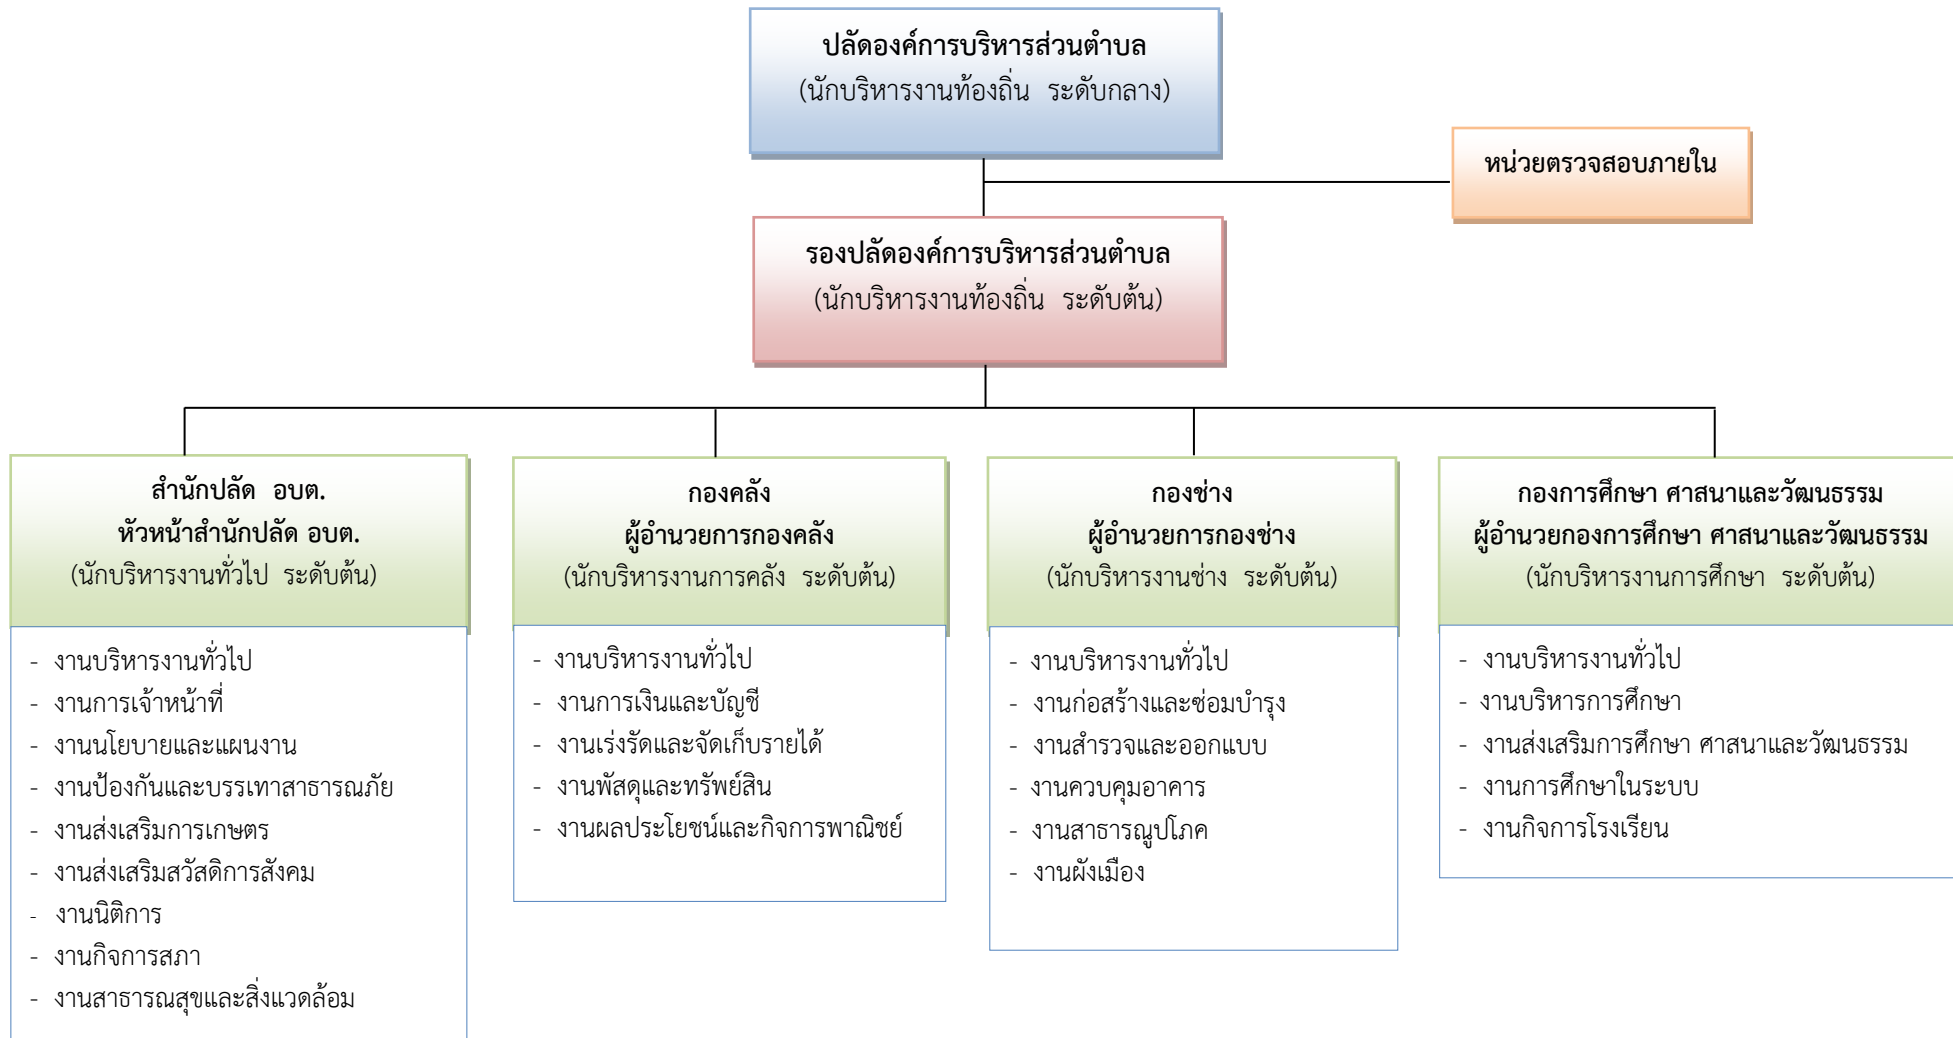 ปลัดองค์การบริหารส่วนตำบล
(นักบริหารงานท้องถิ่น ระดับกลาง)
หน่วยตรวจสอบภายใน
รองปลัดองค์การบริหารส่วนตำบล
(นักบริหารงานท้องถิ่น ระดับต้น)
สำนักปลัด อบต.
หัวหน้าสำนักปลัด อบต.
(นักบริหารงานทั่วไป ระดับต้น)
- งานบริหารงานทั่วไป
- งานการเจ้าหน้าที่
- งานนโยบายและแผนงาน
- งานป้องกันและบรรเทาสาธารณภัย
- งานส่งเสริมการเกษตร
- งานส่งเสริมสวัสดิการสังคม
- งานนิติการ
- งานกิจการสภา
- งานสาธารณสุขและสิ่งแวดล้อม
กองคลัง
ผู้อำนวยการกองคลัง
(นักบริหารงานการคลัง ระดับต้น)
- งานบริหารงานทั่วไป
- งานการเงินและบัญชี
- งานเร่งรัดและจัดเก็บรายได้
- งานพัสดุและทรัพย์สิน
- งานผลประโยชน์และกิจการพาณิชย์
กองช่าง
ผู้อำนวยการกองช่าง
(นักบริหารงานช่าง ระดับต้น)
- งานบริหารงานทั่วไป
- งานก่อสร้างและซ่อมบำรุง
- งานสำรวจและออกแบบ
- งานควบคุมอาคาร
- งานสาธารณูปโภค
- งานผังเมือง
กองการศึกษา ศาสนาและวัฒนธรรม
ผู้อำนวยกองการศึกษา ศาสนาและวัฒนธรรม
(นักบริหารงานการศึกษา ระดับต้น)
- งานบริหารงานทั่วไป
- งานบริหารการศึกษา
- งานส่งเสริมการศึกษา ศาสนาและวัฒนธรรม
- งานการศึกษาในระบบ
- งานกิจการโรงเรียน